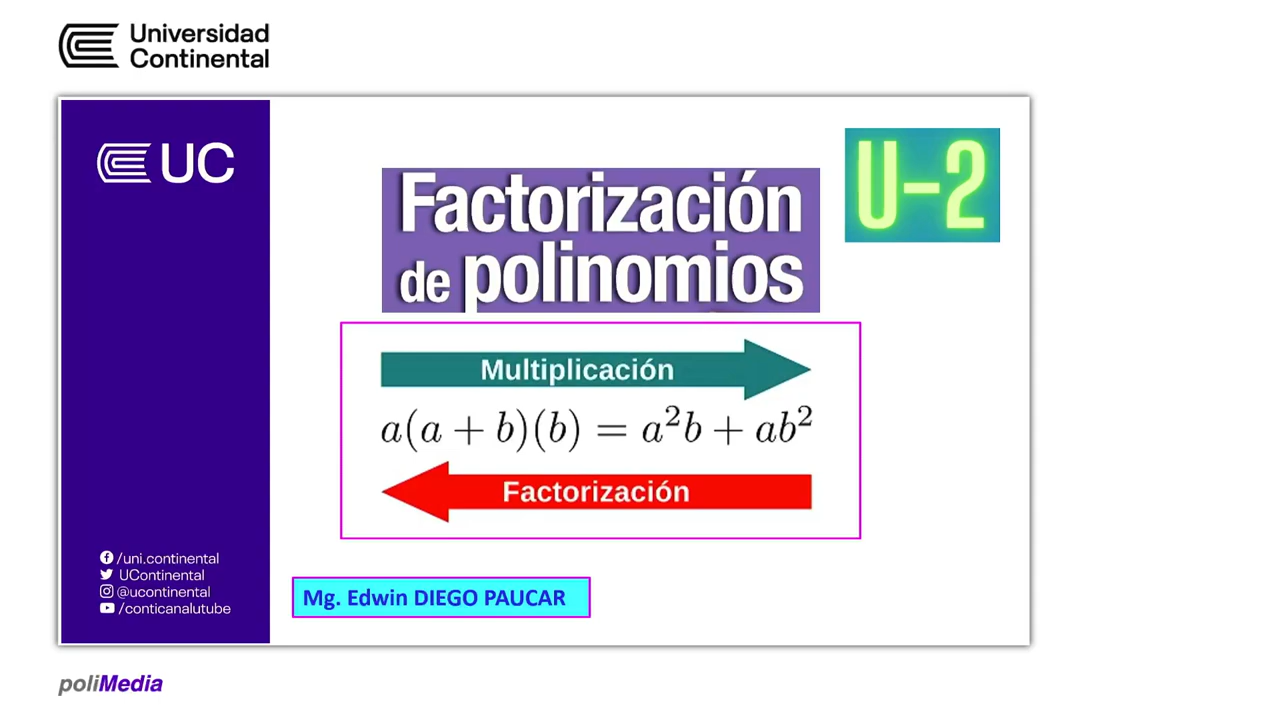 Universidad
Continental
UC
Factorización
de polinomios
U-2
Multiplicación
a(a + b)(b) = a²b + ab²
Factorización
/uni.continental
UContinental
@ucontinental
/conticanalutube
Mg. Edwin DIEGO PAUCAR
poliMedia